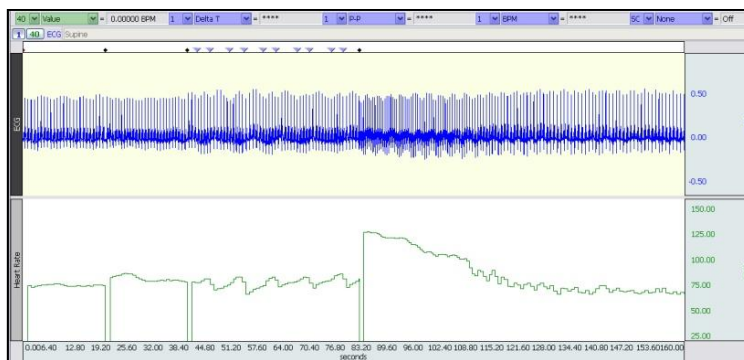 40 Value = 0.00000 BPM 1 Delta T = **** 1 P-P = **** 1 BPM = **** SC None = Off
1 40 ECG Supine
ECG
0.50
0.00
-0.50
Heart Rate
150.00
125.00
100.00
75.00
50.00
25.00
0.00 6.40 12.80 19.20 25.60 32.00 38.40 44.80 51.20 57.60 64.00 70.40 76.80 83.20 89.60 96.00 102.40 108.80 115.20 121.60 128.00 134.40 140.80 147.20 153.60 160.00
seconds